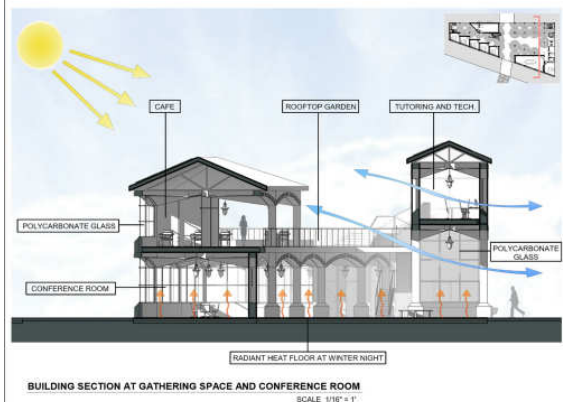 CAFE
ROOFTOP GARDEN
TUTORING AND TECH.
POLYCARBONATE GLASS
POLYCARBONATE
GLASS
CONFERENCE ROOM
RADIANT HEAT FLOOR AT WINTER NIGHT
BUILDING SECTION AT GATHERING SPACE AND CONFERENCE ROOM
SCALE 1/16" = 1'